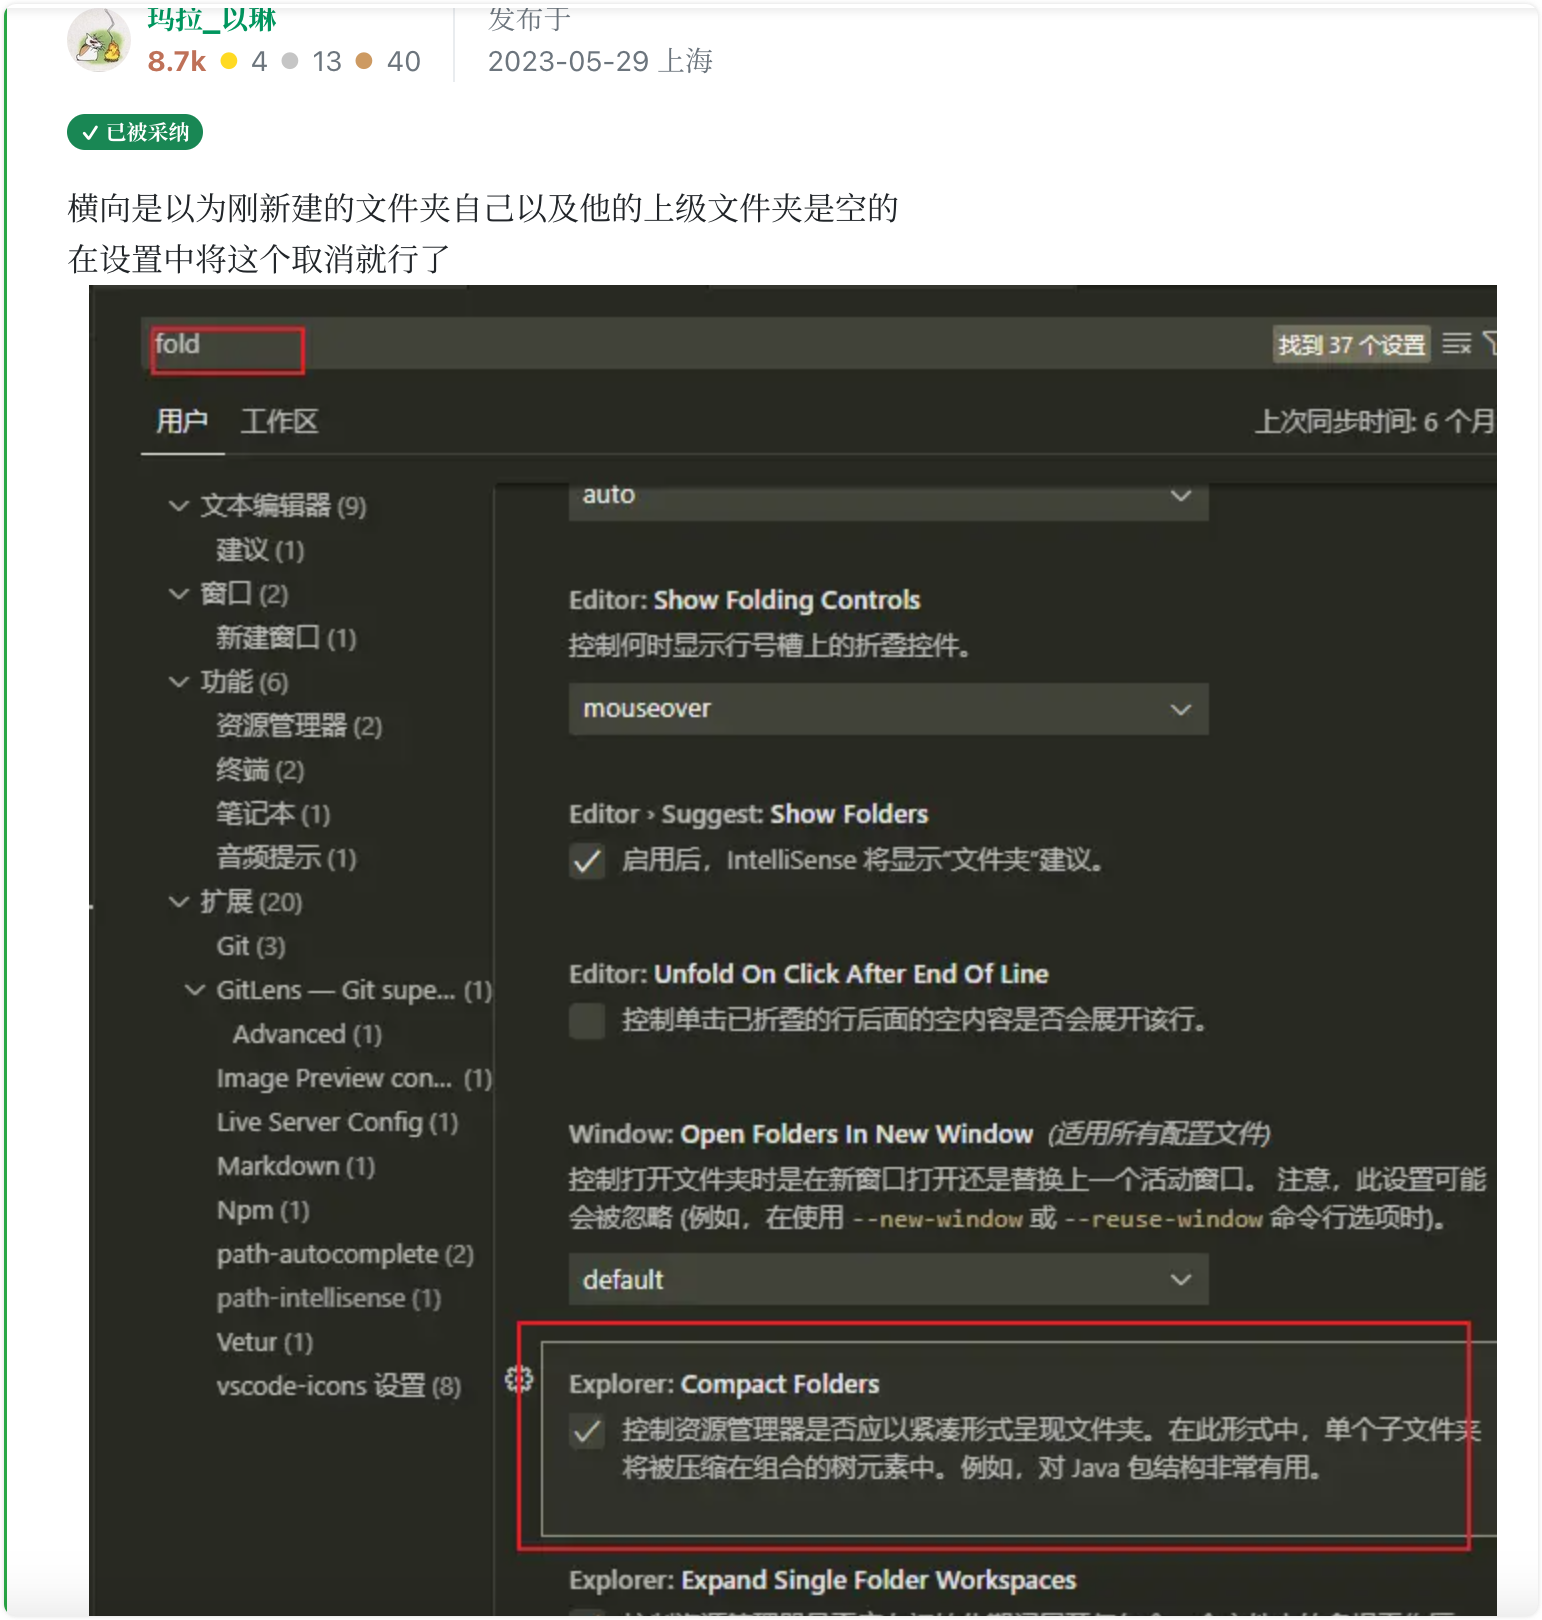 玛拉_以琳
8.7k 4 13 40
发布于
2023-05-29 上海
已被采纳
横向是以为刚新建的文件夹自己以及他的上级文件夹是空的
在设置中将这个取消就行了
fold
找到 37 个设置
用户 工作区
上次同步时间: 6 个月
文本编辑器 (9)
建议 (1)
窗口 (2)
新建窗口 (1)
功能 (6)
资源管理器 (2)
终端 (2)
笔记本 (1)
音频提示 (1)
扩展 (20)
Git (3)
GitLens — Git supe... (1)
Advanced (1)
Image Preview con... (1)
Live Server Config (1)
Markdown (1)
Npm (1)
path-autocomplete (2)
path-intellisense (1)
Vetur (1)
vscode-icons 设置 (8)
auto
Editor: Show Folding Controls
控制何时显示行号槽上的折叠控件。
mouseover
Editor › Suggest: Show Folders
启用后，IntelliSense 将显示“文件夹”建议。
Editor: Unfold On Click After End Of Line
控制单击已折叠的行后面的空内容是否会展开该行。
Window: Open Folders In New Window (适用所有配置文件)
控制打开文件夹时是在新窗口打开还是替换上一个活动窗口。 注意，此设置可能
会被忽略 (例如，在使用 --new-window 或 --reuse-window 命令行选项时)。
default
Explorer: Compact Folders
控制资源管理器是否应以紧凑形式呈现文件夹。在此形式中，单个子文件夹
将被压缩在组合的树元素中。例如，对 Java 包结构非常有用。
Explorer: Expand Single Folder Workspaces